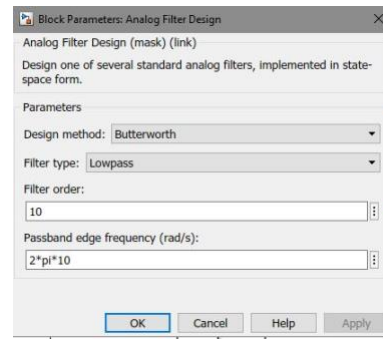 Block Parameters: Analog Filter Design
Analog Filter Design (mask) (link)
Design one of several standard analog filters, implemented in state-
space form.
Parameters
Design method: Butterworth
Filter type: Lowpass
Filter order:
10
Passband edge frequency (rad/s):
2*pi*10
OK Cancel Help Apply